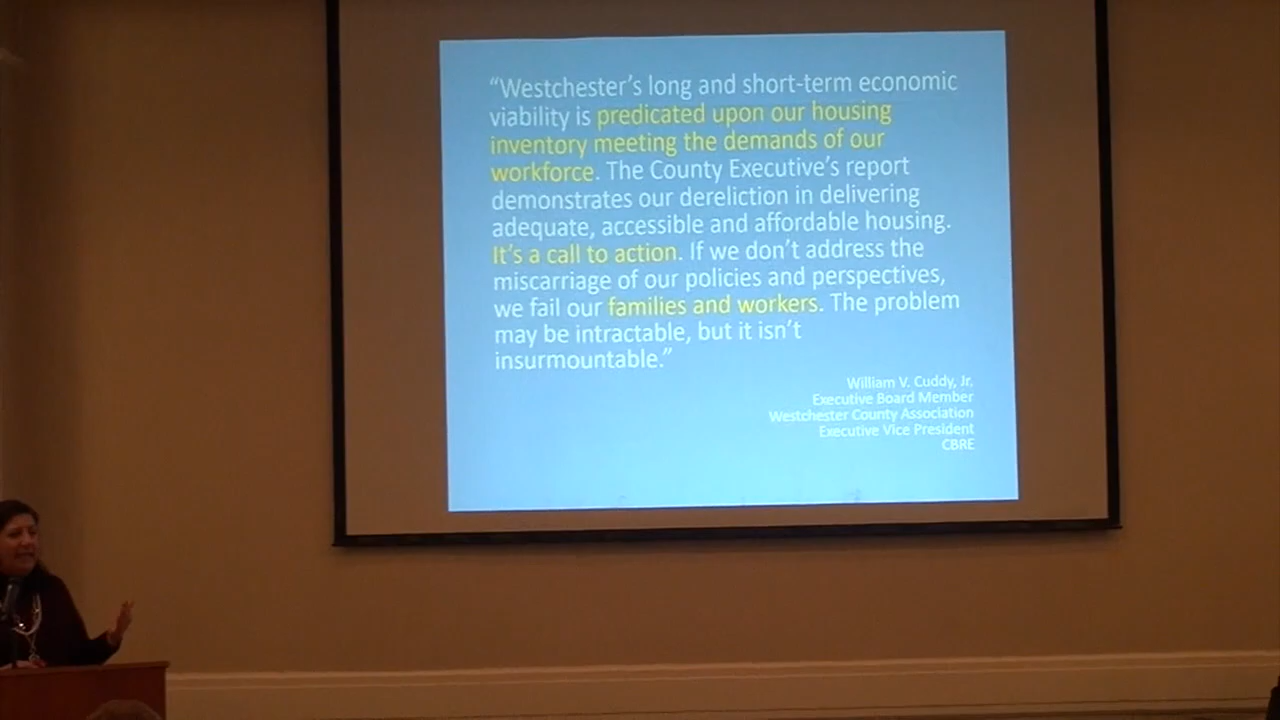 “Westchester’s long and short-term economic
viability is predicated upon our housing
inventory meeting the demands of our
workforce. The County Executive’s report
demonstrates our dereliction in delivering
adequate, accessible and affordable housing.
It’s a call to action. If we don’t address the
miscarriage of our policies and perspectives,
we fail our families and workers. The problem
may be intractable, but it isn’t
insurmountable.”
William V. Cuddy, Jr.
Executive Board Member
Westchester County Association
Executive Vice President
CBRE